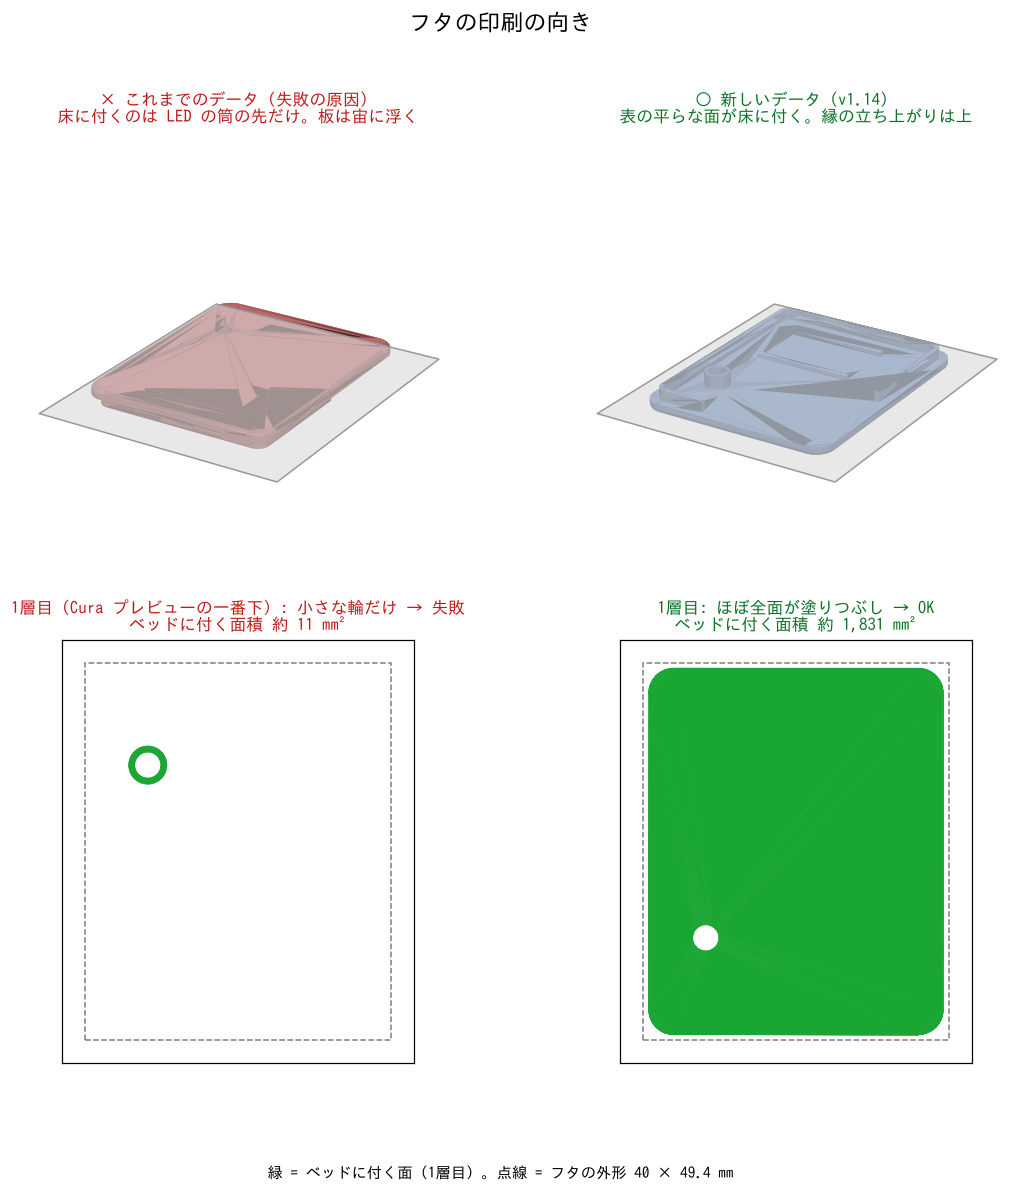 フタの印刷の向き
× これまでのデータ (失敗の原因)
床に付くのは LED の筒の先だけ。板は宙に浮く
○ 新しいデータ (v1.14)
表の平らな面が床に付く。縁の立ち上がりは上
1層目 (Cura プレビューの一番下) : 小さな輪だけ → 失敗
ベッドに付く面積 約 11 mm²
1層目: ほぼ全面が塗りつぶし → OK
ベッドに付く面積 約 1,831 mm²
緑 = ベッドに付く面 (1層目) 。点線 = フタの外形 40 × 49.4 mm